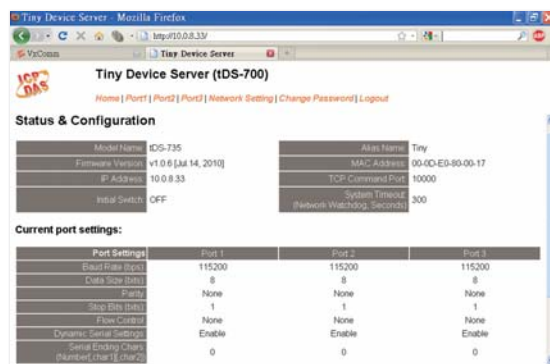 Tiny Device Server - Mozilla Firefox
http://10.0.8.33/
VxComm
Tiny Device Server
ICP DAS
Tiny Device Server (tDS-700)
Home | Port1 | Port2 | Port3 | Network Setting | Change Password | Logout
Status & Configuration
Model Name tDS-735 Alias Name Tiny
Firmware Version v1.0.6 [Jul.14, 2010] MAC Address 00-0D-E0-80-00-17
IP Address 10.0.8.33 TCP Command Port 10000
Initial Switch OFF System Timeout (Network Watchdog, Seconds) 300
Current port settings:
Port Settings Port 1 Port 2 Port 3
Baud Rate (bps) 115200 115200 115200
Data Size (bits) 8 8 8
Parity None None None
Stop Bits (bits) 1 1 1
Flow Control None None None
Dynamic Serial Settings Enable Enable Enable
Serial Ending Chars
(Number[,char1][,char2]) 0 0 0